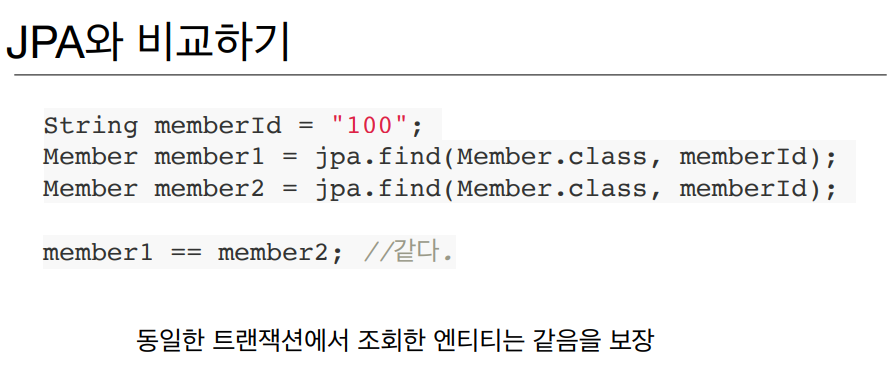 JPA와 비교하기
String memberId = "100";
Member member1 = jpa.find(Member.class, memberId);
Member member2 = jpa.find(Member.class, memberId);
member1 == member2; //같다.
동일한 트랜잭션에서 조회한 엔티티는 같음을 보장